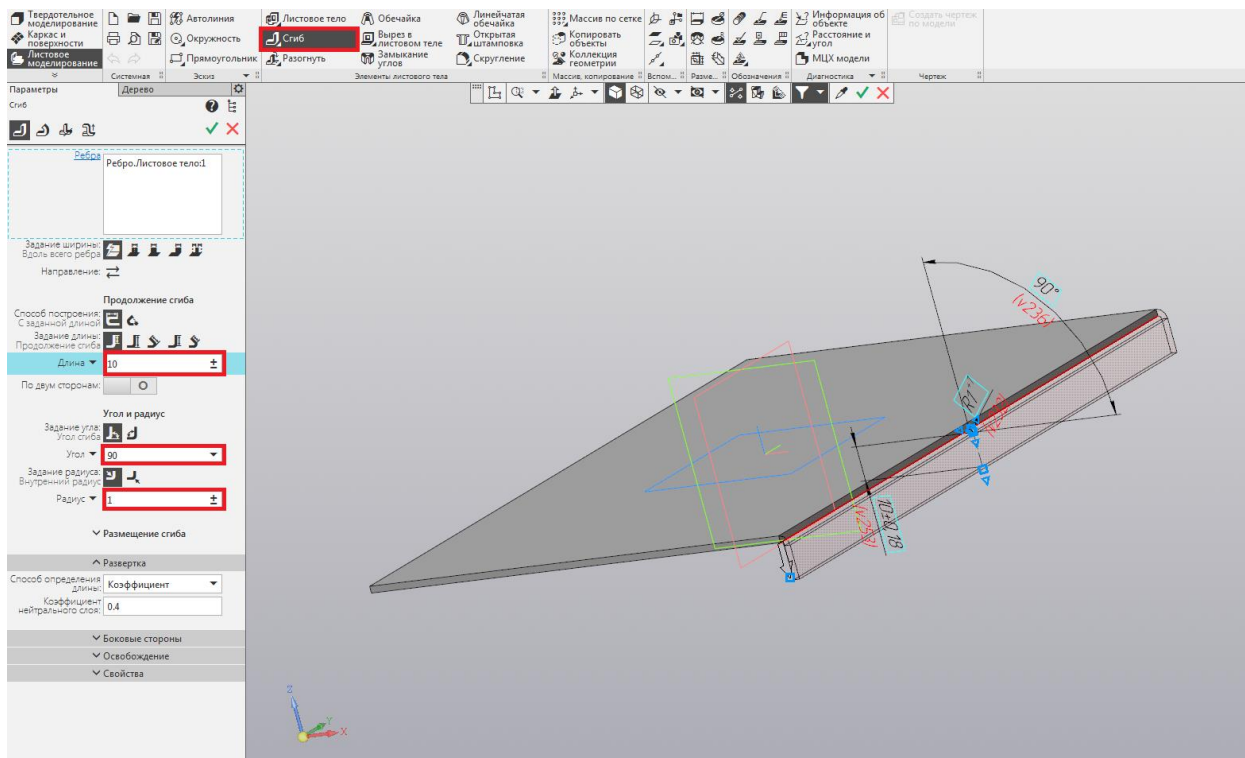 Твердотельное моделирование
Каркас и поверхности
Листовое моделирование
Системная
Автолиния
Окружность
Прямоугольник
Эскиз
Листовое тело
Сгиб
Разогнуть
Обечайка
Вырез в листовом теле
Замыкание углов
Линейчатая обечайка
Открытая штамповка
Скругление
Элементы листового тела
Массив по сетке
Копировать объекты
Коллекция геометрии
Массив, копирование
Вспом...
Разме...
Обозначения
Информация об объекте
Расстояние и угол
МЦХ модели
Диагностика
Создать чертеж по модели
Чертеж
Параметры
Дерево
Сгиб
Ребра
Ребро.Листовое тело:1
Задание ширины:
Вдоль всего ребра
Направление:
Продолжение сгиба
Способ построения:
С заданной длиной
Задание длины:
Продолжение сгиба
Длина
10
По двум сторонам:
Угол и радиус
Задание угла:
Угол сгиба
Угол
90
Задание радиуса:
Внутренний радиус
Радиус
1
Размещение сгиба
Развертка
Способ определения длины:
Коэффициент
Коэффициент нейтрального слоя:
0.4
Боковые стороны
Освобождение
Свойства
90°
(v236)
R1*
10±0,18
(v253)
Z
Y
X